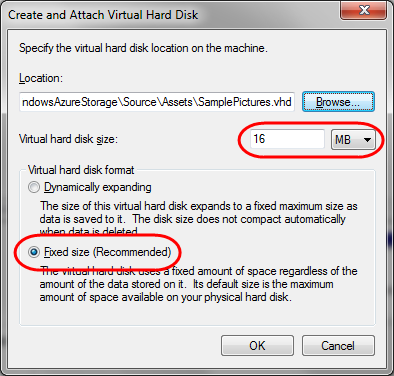 Create and Attach Virtual Hard Disk
Specify the virtual hard disk location on the machine.
Location:
ndowsAzureStorage\Source\Assets\SamplePictures.vhd Browse...
Virtual hard disk size: 16 MB
Virtual hard disk format
Dynamically expanding
The size of this virtual hard disk expands to a fixed maximum size as
data is saved to it. The disk size does not compact automatically
when data is deleted.
Fixed size (Recommended)
The virtual hard disk uses a fixed amount of space regardless of the
amount of the data stored on it. Its default size is the maximum
amount of space available on your physical hard disk.
OK Cancel